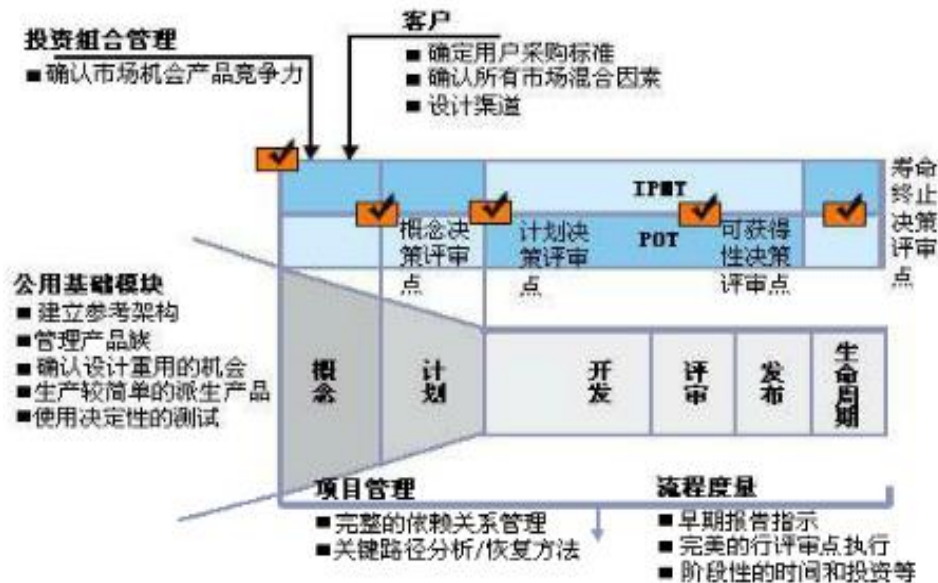 投资组合管理
■确认市场机会产品竞争力
客户
■ 确定用户采购标准
■ 确认所有市场混合因素
■ 设计渠道
IPMT
PDT
概念决
策评审
点
计划决
策评审
点
可获得
性决策
评审点
寿命
终止
决策
评审
点
公用基础模块
■ 建立参考架构
■管理产品族
■确认设计重用的机会
■生产较简单的派生产品
■使用决定性的测试
概念
计划
开发
评审
发布
生命周期
项目管理
■完整的依赖关系管理
■关键路径分析/恢复方法
流程度量
■ 早期报告指示
■ 完美的行评审点执行
■ 阶段性的时间和投资等